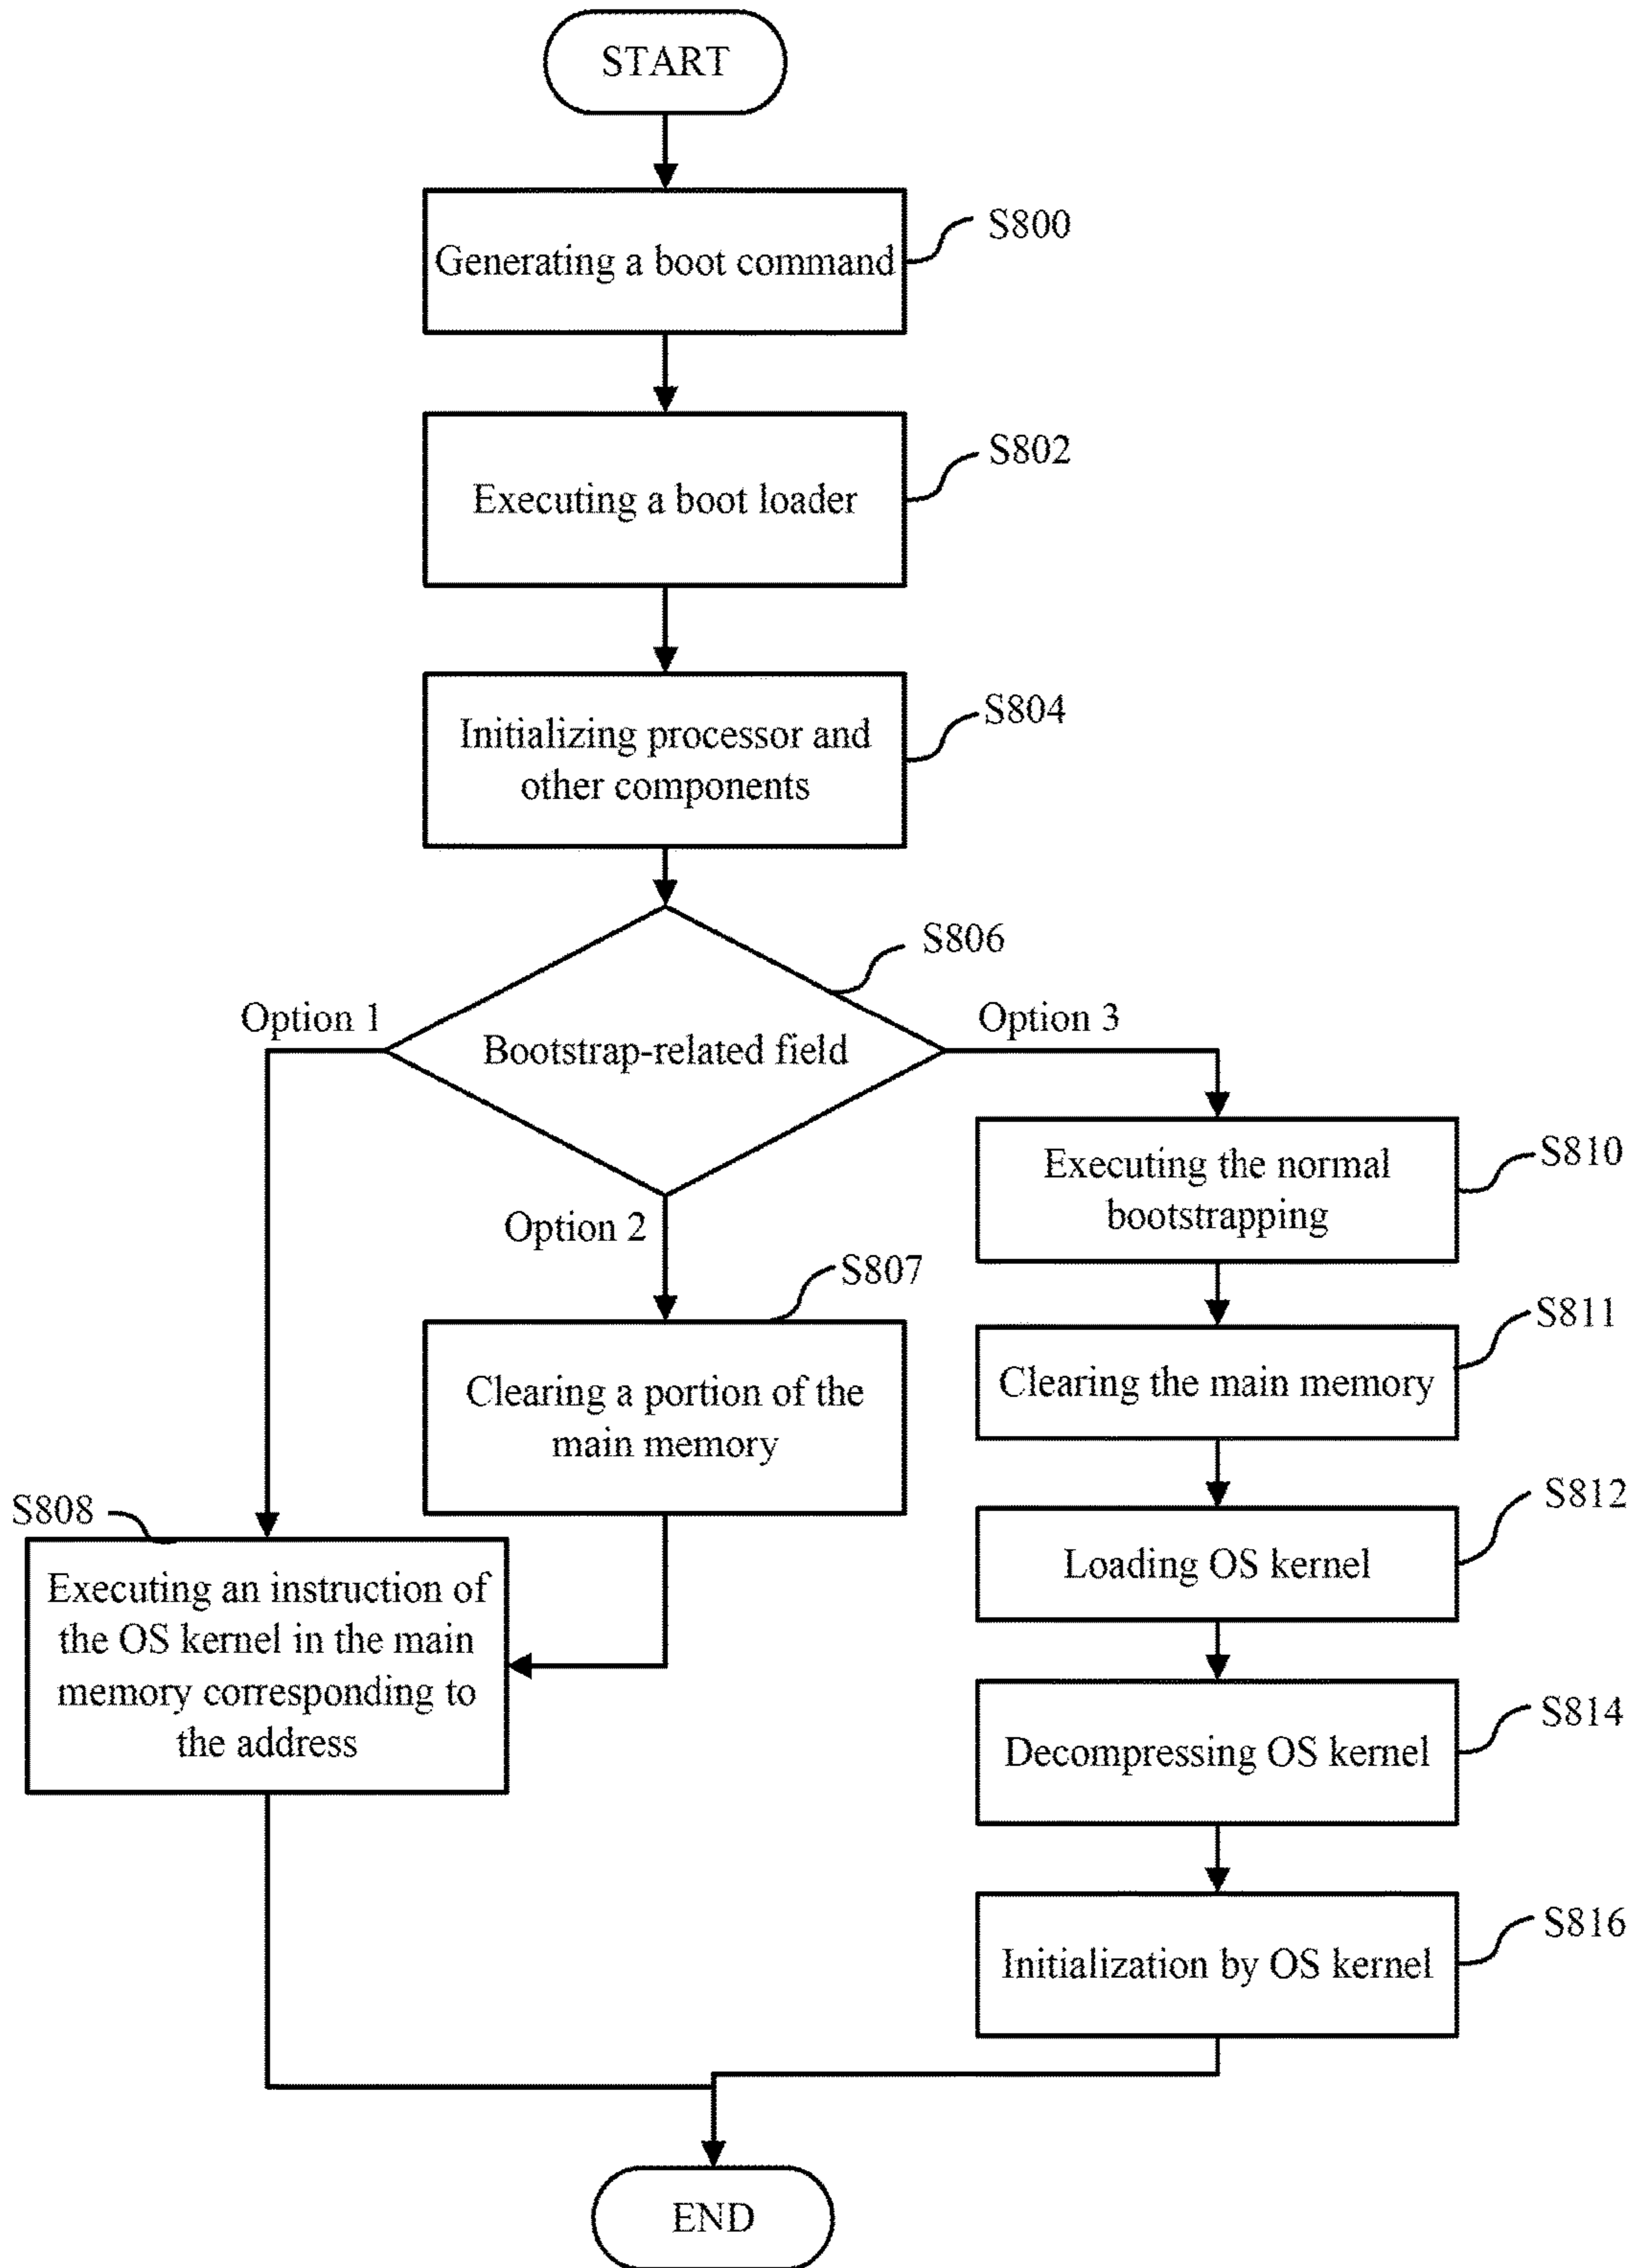 START
S800
Generating a boot command
S802
Executing a boot loader
S804
Initializing processor and
other components
S806
Option 1
Option 3
Bootstrap-related field
Option 2
S810
Executing the normal
bootstrapping
S807
S811
Clearing a portion of the
main memory
Clearing the main memory
S808
S812
Executing an instruction of
the OS kernel in the main
memory corresponding to
the address
Loading OS kernel
S814
Decompressing OS kernel
S816
Initialization by OS kernel
END